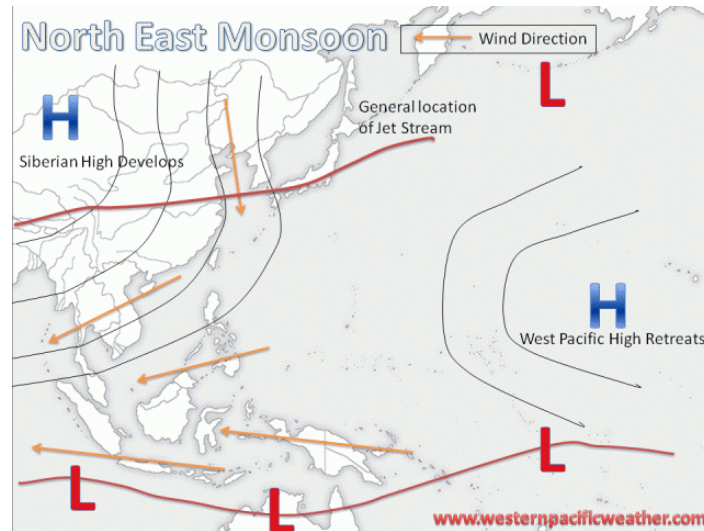 North East Monsoon
Wind Direction
L
General location
of Jet Stream
H
Siberian High Develops
H
West Pacific High Retreats
L
L
L
www.westernpacificweather.com